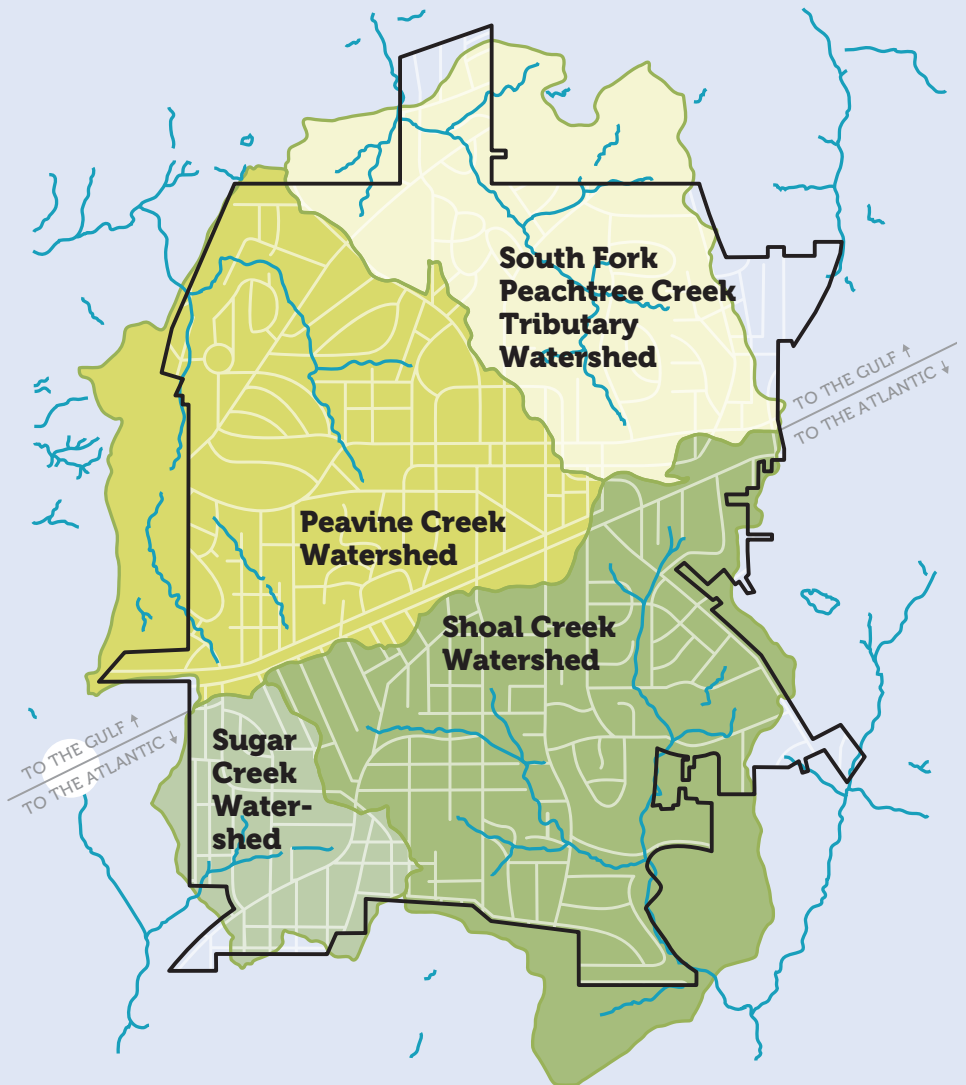 South Fork
Peachtree Creek
Tributary
Watershed
TO THE GULF ↑
TO THE ATLANTIC ↓
Peavine Creek
Watershed
Shoal Creek
Watershed
TO THE GULF ↑
TO THE ATLANTIC ↓
Sugar
Creek
Water-
shed